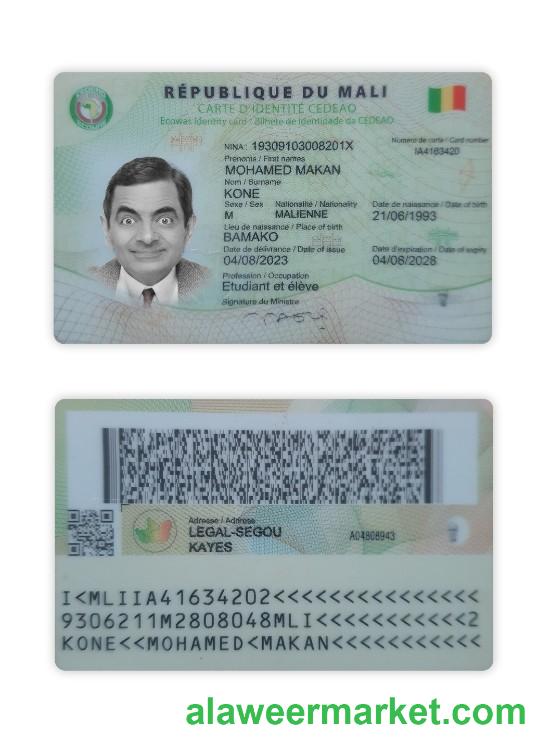 RÉPUBLIQUE DU MALI
CARTE D'IDENTITÉ CEDEAO
Ecowas identity card / Bilhete de identidade da CEDEAO
NINA : 19309103008201X
Numéro de carte / Card number
IA4163420
Prénoms / First names
MOHAMED MAKAN
Nom / Surname
KONE
Sexe / Sex Nationalité / Nationality Date de naissance / Date of birth
M MALIENNE 21/06/1993
Lieu de naissance / Place of birth
BAMAKO
Date de délivrance / Date of issue Date d'expiration / Date of expiry
04/08/2023 04/08/2028
Profession / Occupation
Etudiant et élève
Signature du Ministre
Adresse / Address
LEGAL-SEGOU
KAYES
A04808943
I<MLIIA41634202<<<<<<<<<<<<<<<
9306211M2808048MLI<<<<<<<<<<<2
KONE<<MOHAMED<MAKAN<<<<<<<<<<<
alaweermarket.com